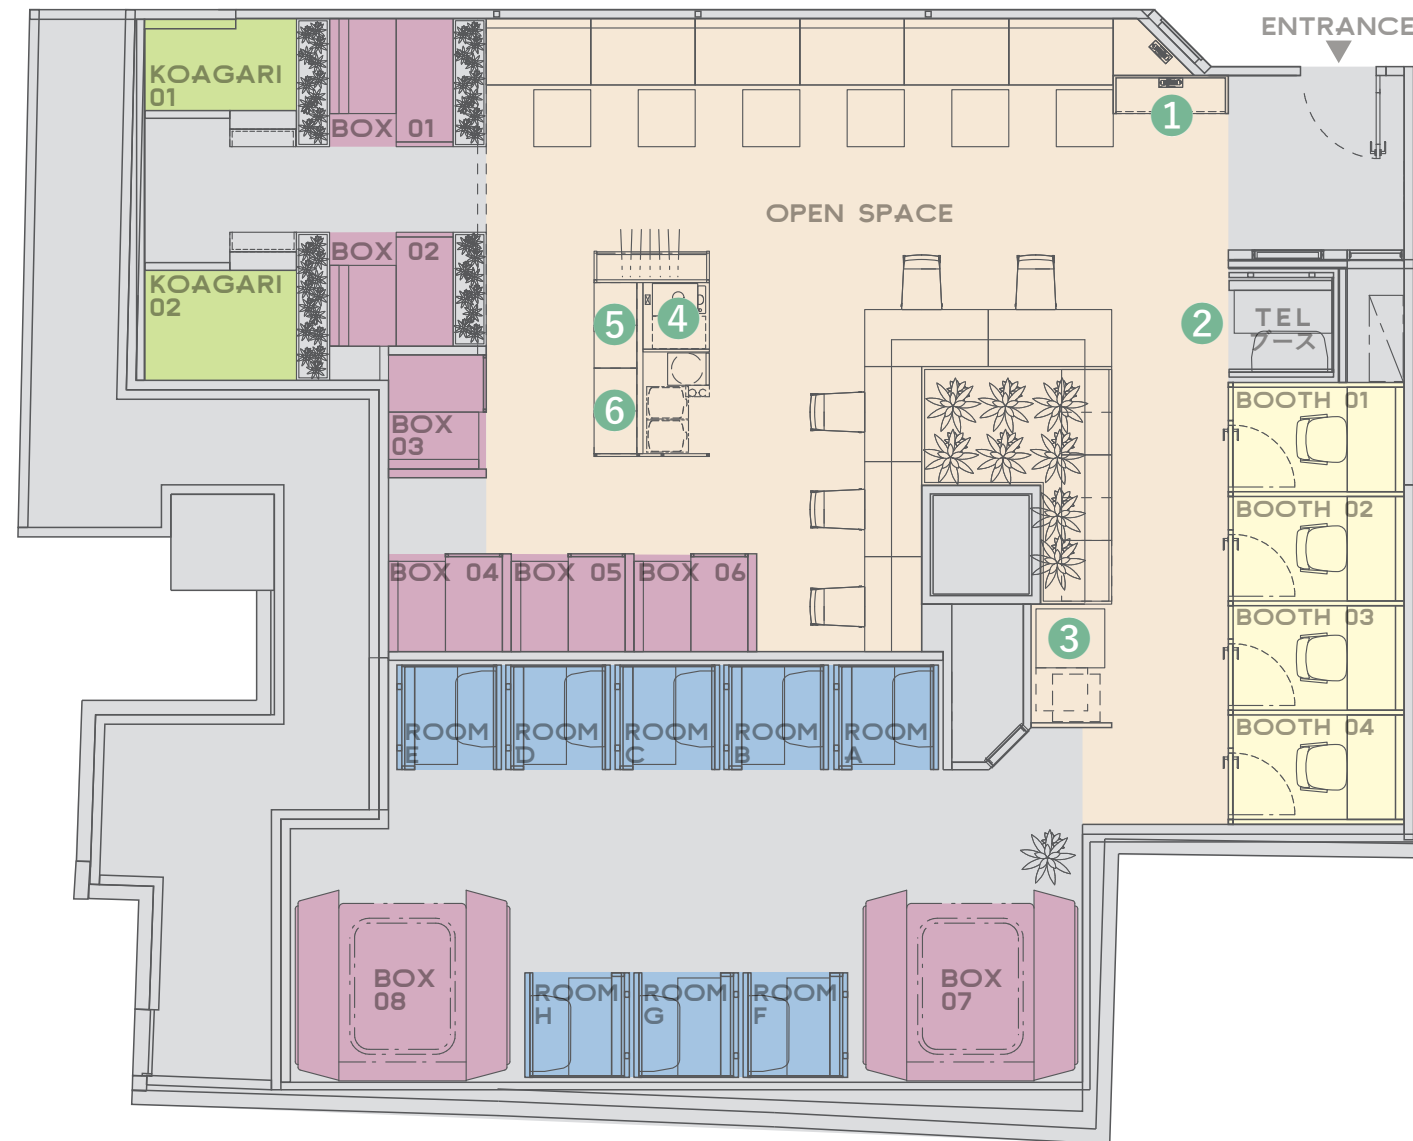 ENTRANCE
KOAGARI
01
BOX 01
1
OPEN SPACE
BOX 02
KOAGARI
02
5
4
2
TEL
ブース
6
BOOTH 01
BOX
03
BOOTH 02
BOX 04
BOX 05
BOX 06
BOOTH 03
3
ROOM
E
ROOM
D
ROOM
C
ROOM
B
ROOM
A
BOOTH 04
BOX
08
ROOM
H
ROOM
G
ROOM
F
BOX
07